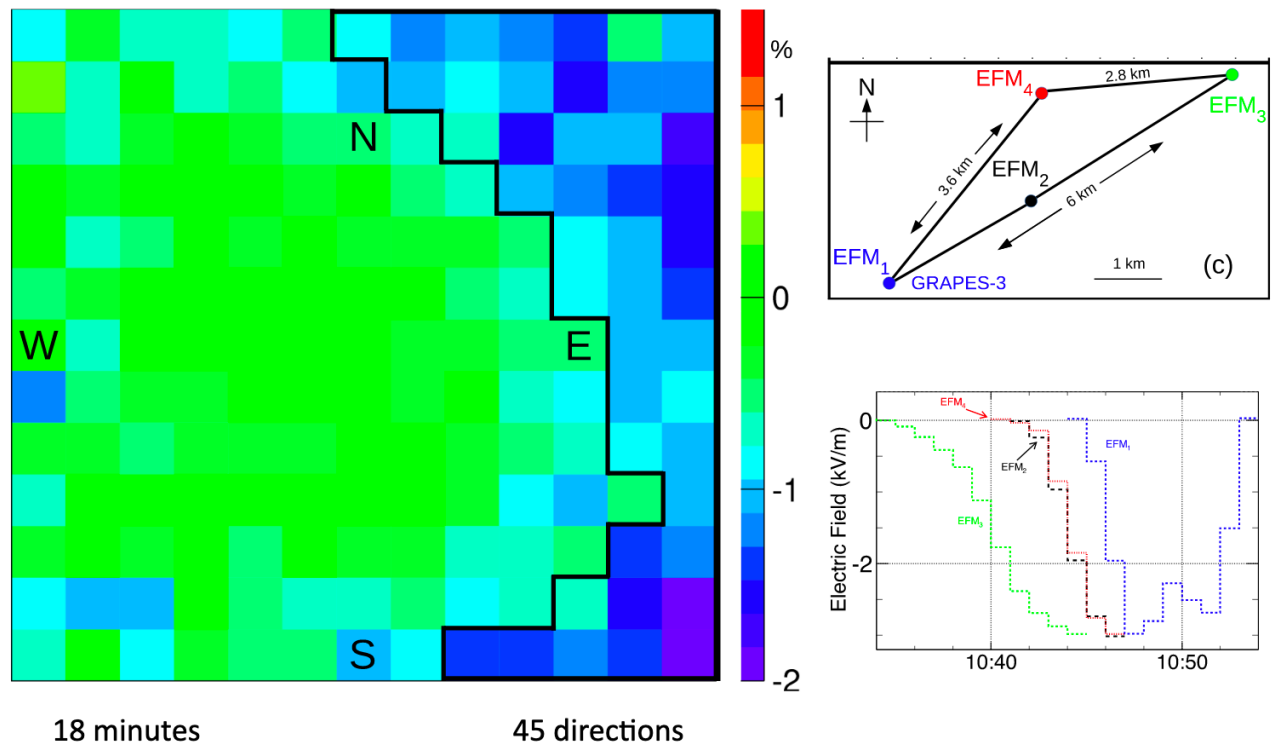 %
1
0
-1
-2
N
W
E
S
18 minutes
45 directions
N
EFM4
2.8 km
EFM3
3.6 km
EFM2
6 km
EFM1
GRAPES-3
1 km
(c)
Electric Field (kV/m)
0
-2
EFM4
EFM2
EFM1
EFM3
10:40
10:50